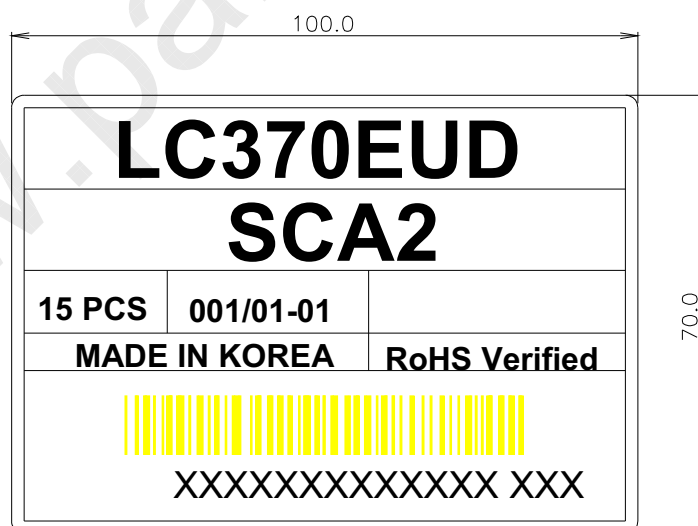 100.0
LC370EUD
SCA2
15 PCS 001/01-01
70.0
MADE IN KOREA RoHS Verified
XXXXXXXXXXXXX XXX